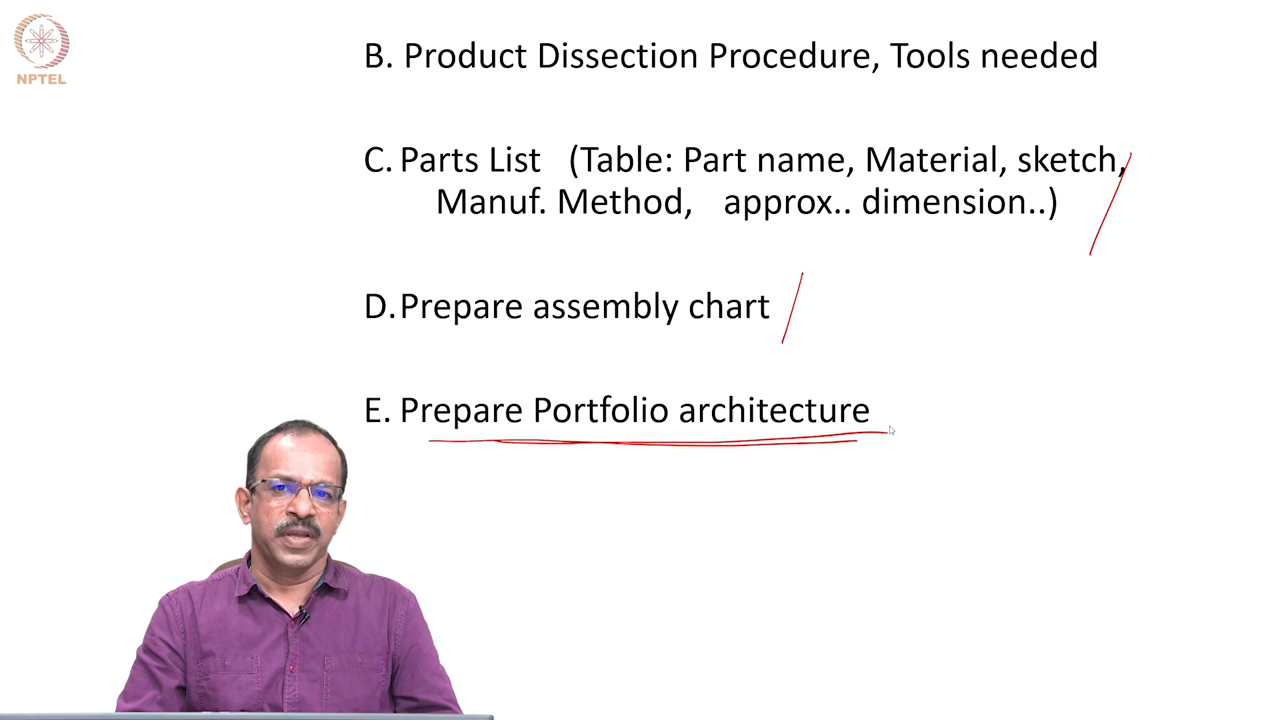 NPTEL
B. Product Dissection Procedure, Tools needed
C. Parts List (Table: Part name, Material, sketch,
Manuf. Method, approx.. dimension..)
D. Prepare assembly chart
E. Prepare Portfolio architecture